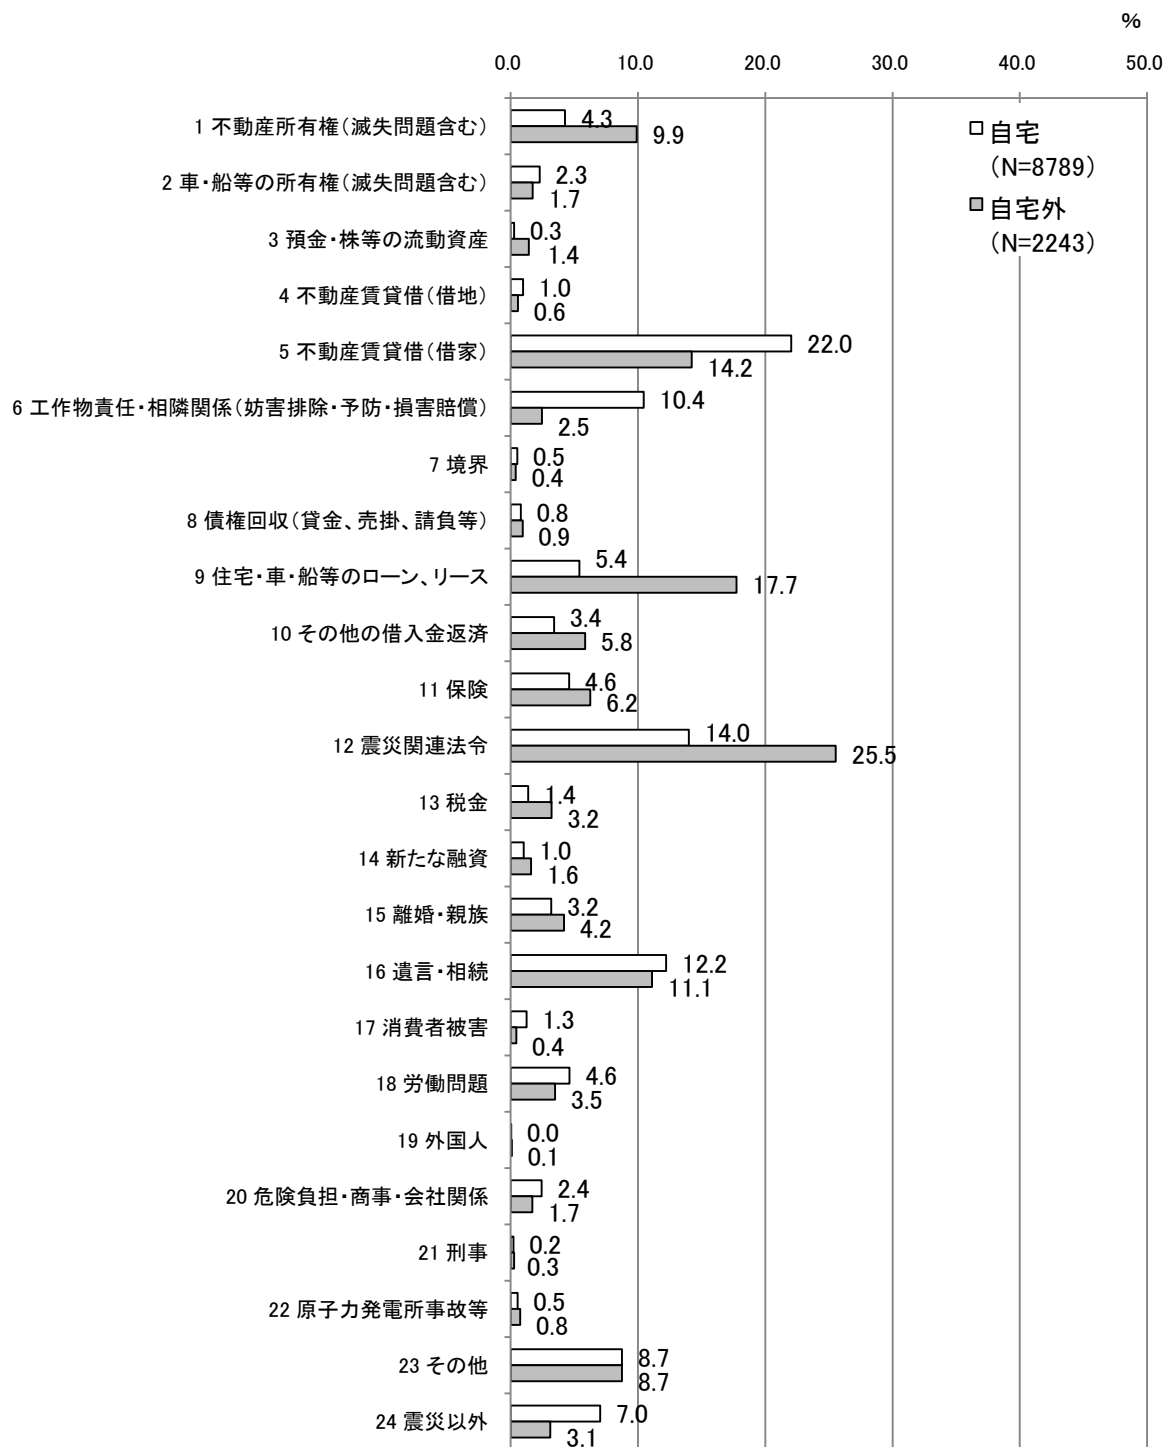 %
0.0 10.0 20.0 30.0 40.0 50.0
1 不動産所有権(滅失問題含む) 4.3
9.9
自宅
(N=8789)
2 車・船等の所有権(滅失問題含む) 2.3
1.7
自宅外
(N=2243)
3 預金・株等の流動資産 0.3
1.4
4 不動産賃貸借(借地) 1.0
0.6
5 不動産賃貸借(借家) 22.0
14.2
6 工作物責任・相隣関係(妨害排除・予防・損害賠償) 10.4
2.5
7 境界 0.5
0.4
8 債権回収(貸金、売掛、請負等) 0.8
0.9
9 住宅・車・船等のローン、リース 5.4
17.7
10 その他の借入金返済 3.4
5.8
11 保険 4.6
6.2
12 震災関連法令 14.0
25.5
13 税金 1.4
3.2
14 新たな融資 1.0
1.6
15 離婚・親族 3.2
4.2
16 遺言・相続 12.2
11.1
17 消費者被害 1.3
0.4
18 労働問題 4.6
3.5
19 外国人 0.0
0.1
20 危険負担・商事・会社関係 2.4
1.7
21 刑事 0.2
0.3
22 原子力発電所事故等 0.5
0.8
23 その他 8.7
8.7
24 震災以外 7.0
3.1